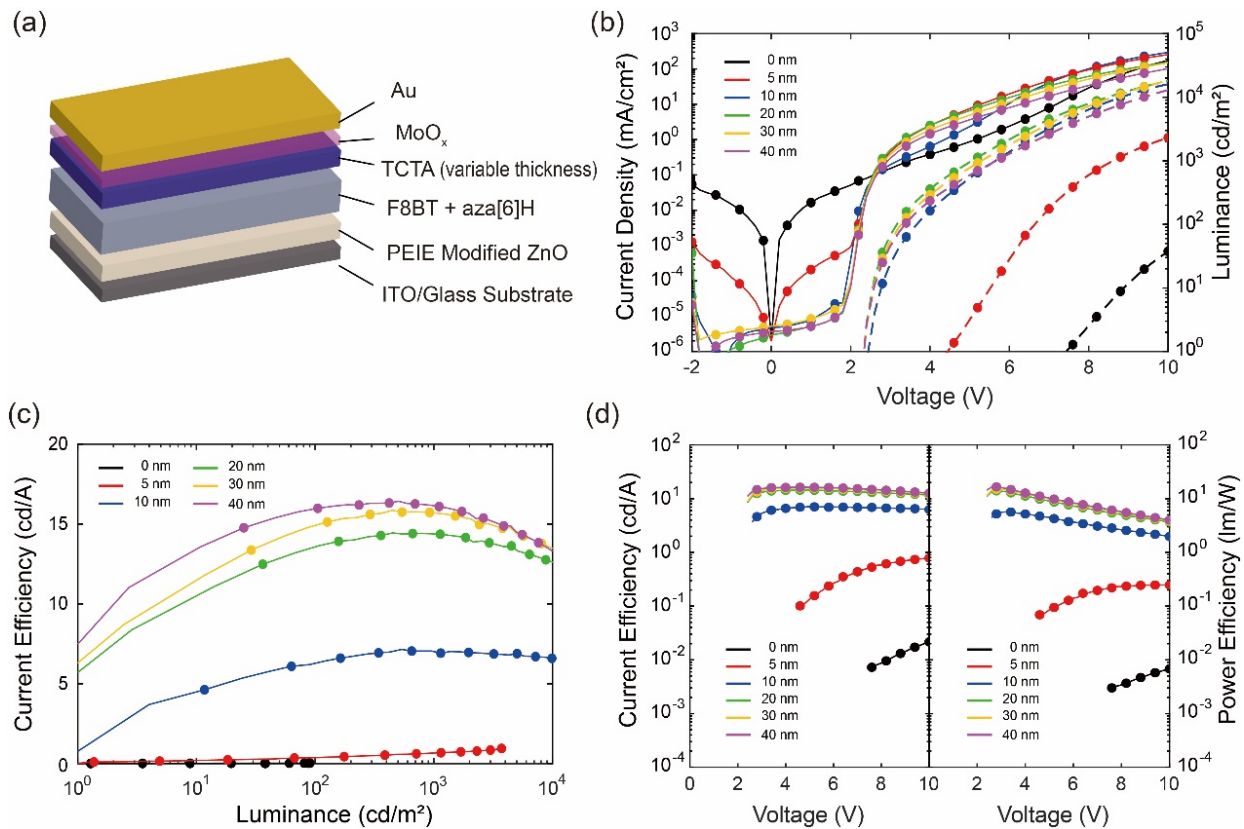 (a)
Au
MoOₓ
TCTA (variable thickness)
F8BT + aza[6]H
PEIE Modified ZnO
ITO/Glass Substrate
(b)
Current Density (mA/cm²)
10³
10²
10¹
10⁰
10⁻¹
10⁻²
10⁻³
10⁻⁴
10⁻⁵
10⁻⁶
0 nm
5 nm
10 nm
20 nm
30 nm
40 nm
10⁵
10⁴
10³
10²
10¹
10⁰
Luminance (cd/m²)
-2 0 2 4 6 8 10
Voltage (V)
(c)
Current Efficiency (cd/A)
20
15
10
5
0
0 nm 20 nm
5 nm 30 nm
10 nm 40 nm
10⁰ 10¹ 10² 10³ 10⁴
Luminance (cd/m²)
(d)
Current Efficiency (cd/A)
10²
10¹
10⁰
10⁻¹
10⁻²
10⁻³
10⁻⁴
0 nm
5 nm
10 nm
20 nm
30 nm
40 nm
0 2 4 6 8 10
Voltage (V)
0 nm
5 nm
10 nm
20 nm
30 nm
40 nm
2 4 6 8 10
Voltage (V)
10²
10¹
10⁰
10⁻¹
10⁻²
10⁻³
10⁻⁴
Power Efficiency (lm/W)